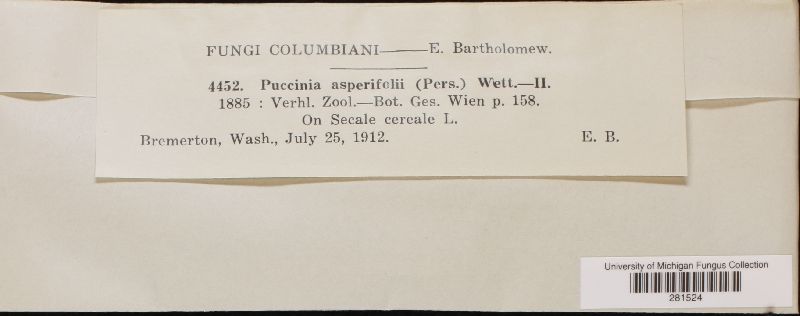 FUNGI COLUMBIANI——E. Bartholomew.
4452. Puccinia asperifolii (Pers.) Wett.—II.
1885 : Verhl. Zool.—Bot. Ges. Wien p. 158.
On Secale cereale L.
Bremerton, Wash., July 25, 1912. E. B.
University of Michigan Fungus Collection
281524